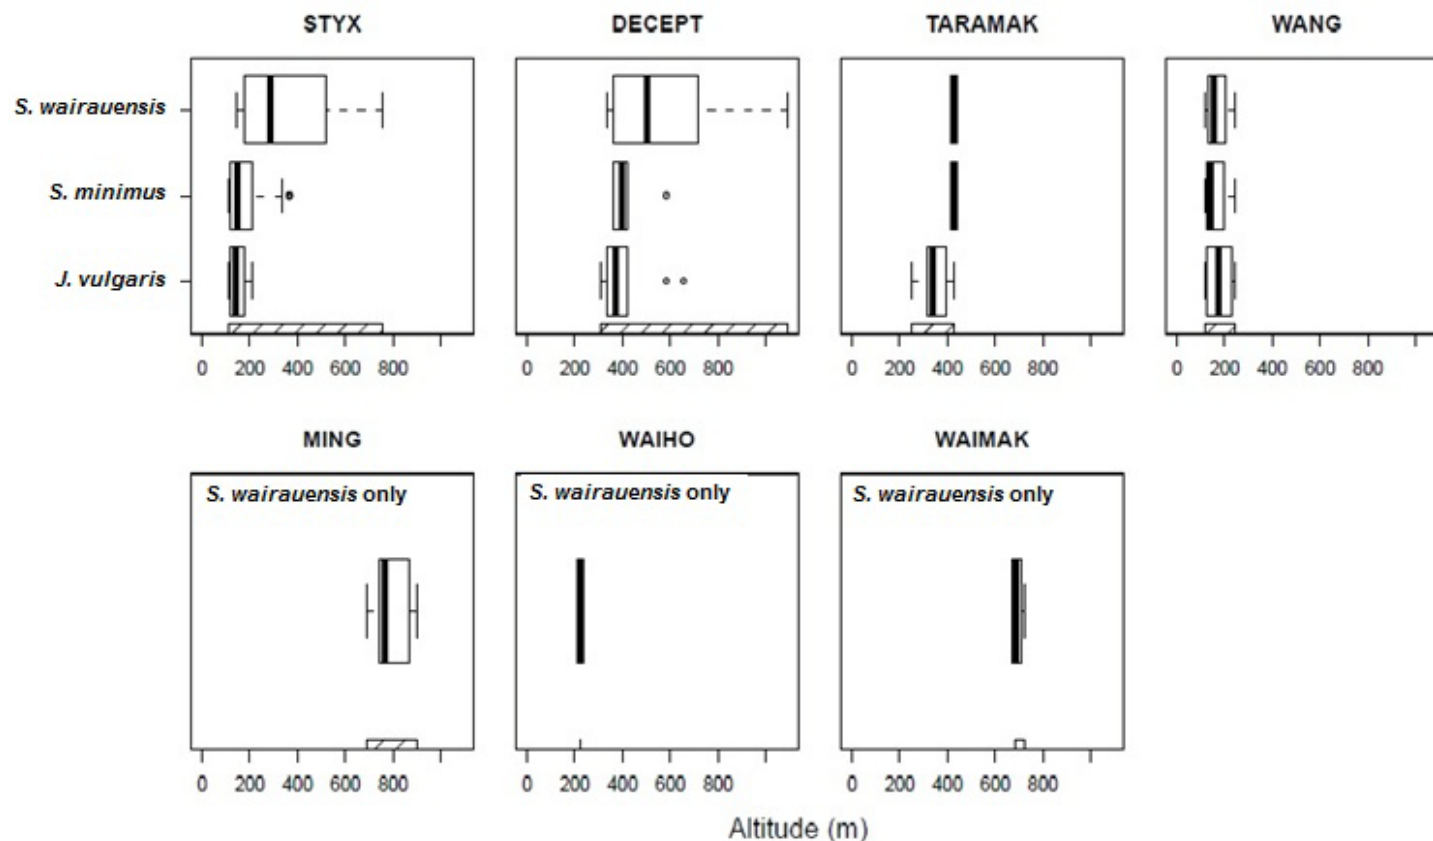 STYX DECEPT TARAMAK WANG
S. wairauensis
S. minimus
J. vulgaris
0 200 400 600 800 0 200 400 600 800 0 200 400 600 800 0 200 400 600 800
MING WAIHO WAIMAK
S. wairauensis only S. wairauensis only S. wairauensis only
0 200 400 600 800 0 200 400 600 800 0 200 400 600 800
Altitude (m)